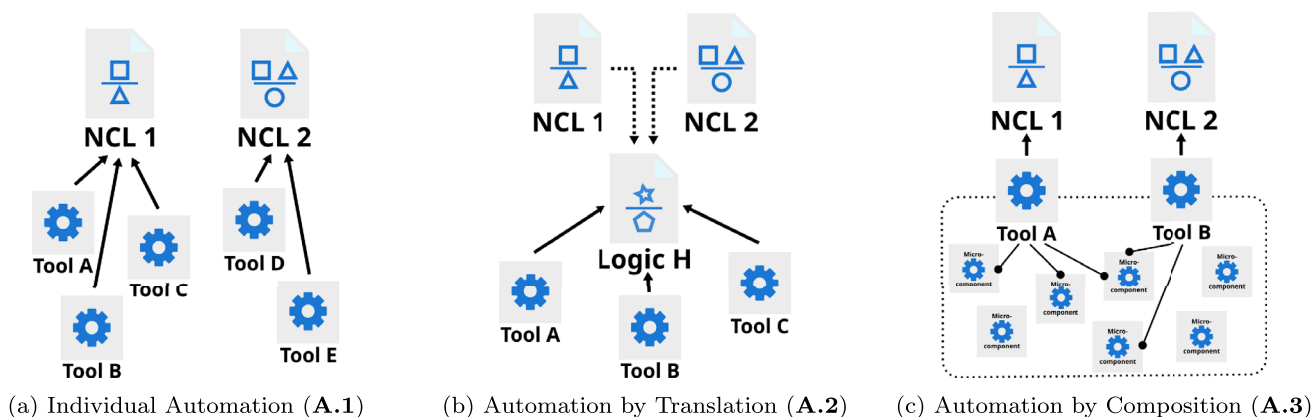 NCL 1
NCL 2
Tool A
Tool C
Tool B
Tool D
Tool E
(a) Individual Automation (A.1)
NCL 1
NCL 2
Logic H
Tool A
Tool B
Tool C
(b) Automation by Translation (A.2)
NCL 1
NCL 2
Tool A
Tool B
Micro-
component
Micro-
component
Micro-
component
Micro-
component
Micro-
component
Micro-
component
Micro-
component
(c) Automation by Composition (A.3)